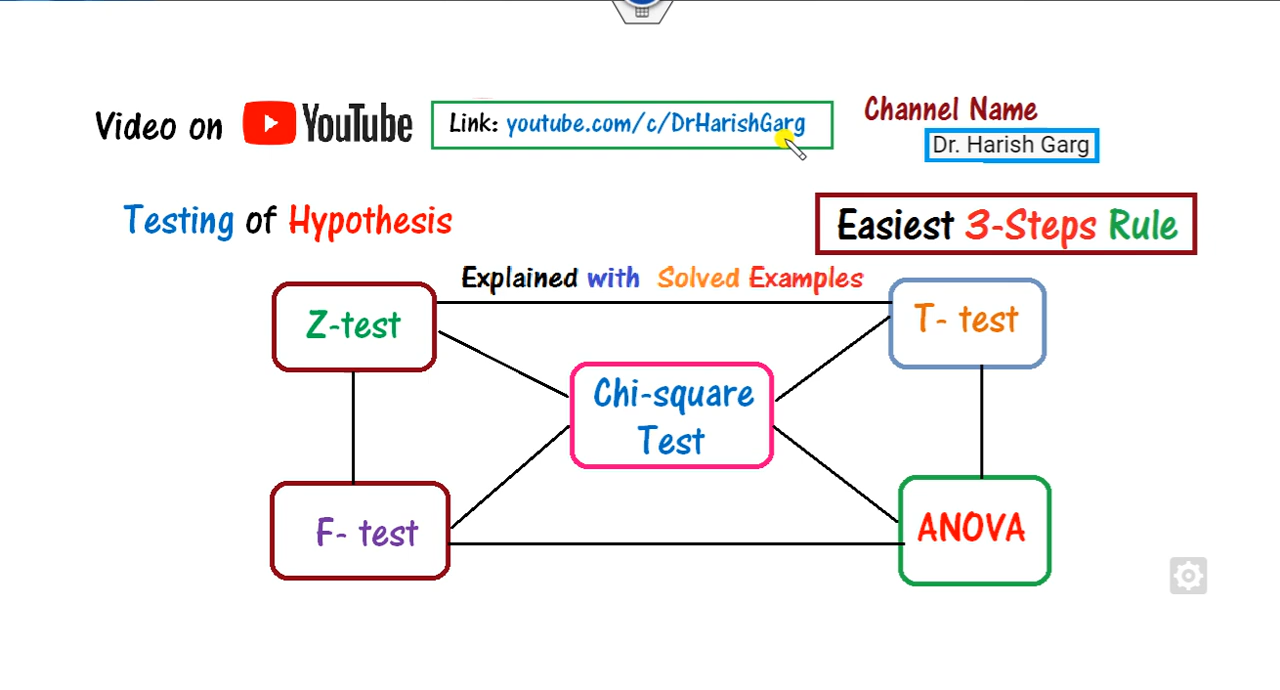 Video on YouTube Link: youtube.com/c/DrHarishGarg
Channel Name
Dr. Harish Garg
Testing of Hypothesis
Easiest 3-Steps Rule
Explained with Solved Examples
Z-test
T- test
Chi-square
Test
F- test
ANOVA